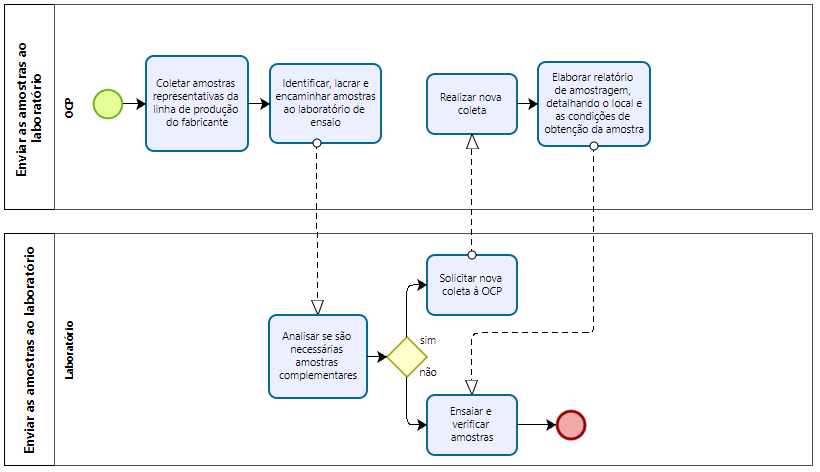 Enviar as amostras ao
laboratório
OCP
Coletar amostras
representativas da
linha de produção
do fabricante
Identificar, lacrar e
encaminhar amostras
ao laboratório de
ensaio
Realizar nova
coleta
Elaborar relatório
de amostragem,
detalhando o local e
as condições de
obtenção da amostra
Enviar as amostras ao laboratório
Laboratório
Analisar se são
necessárias
amostras
complementares
sim
não
Solicitar nova
coleta à OCP
Ensaiar e
verificar
amostras